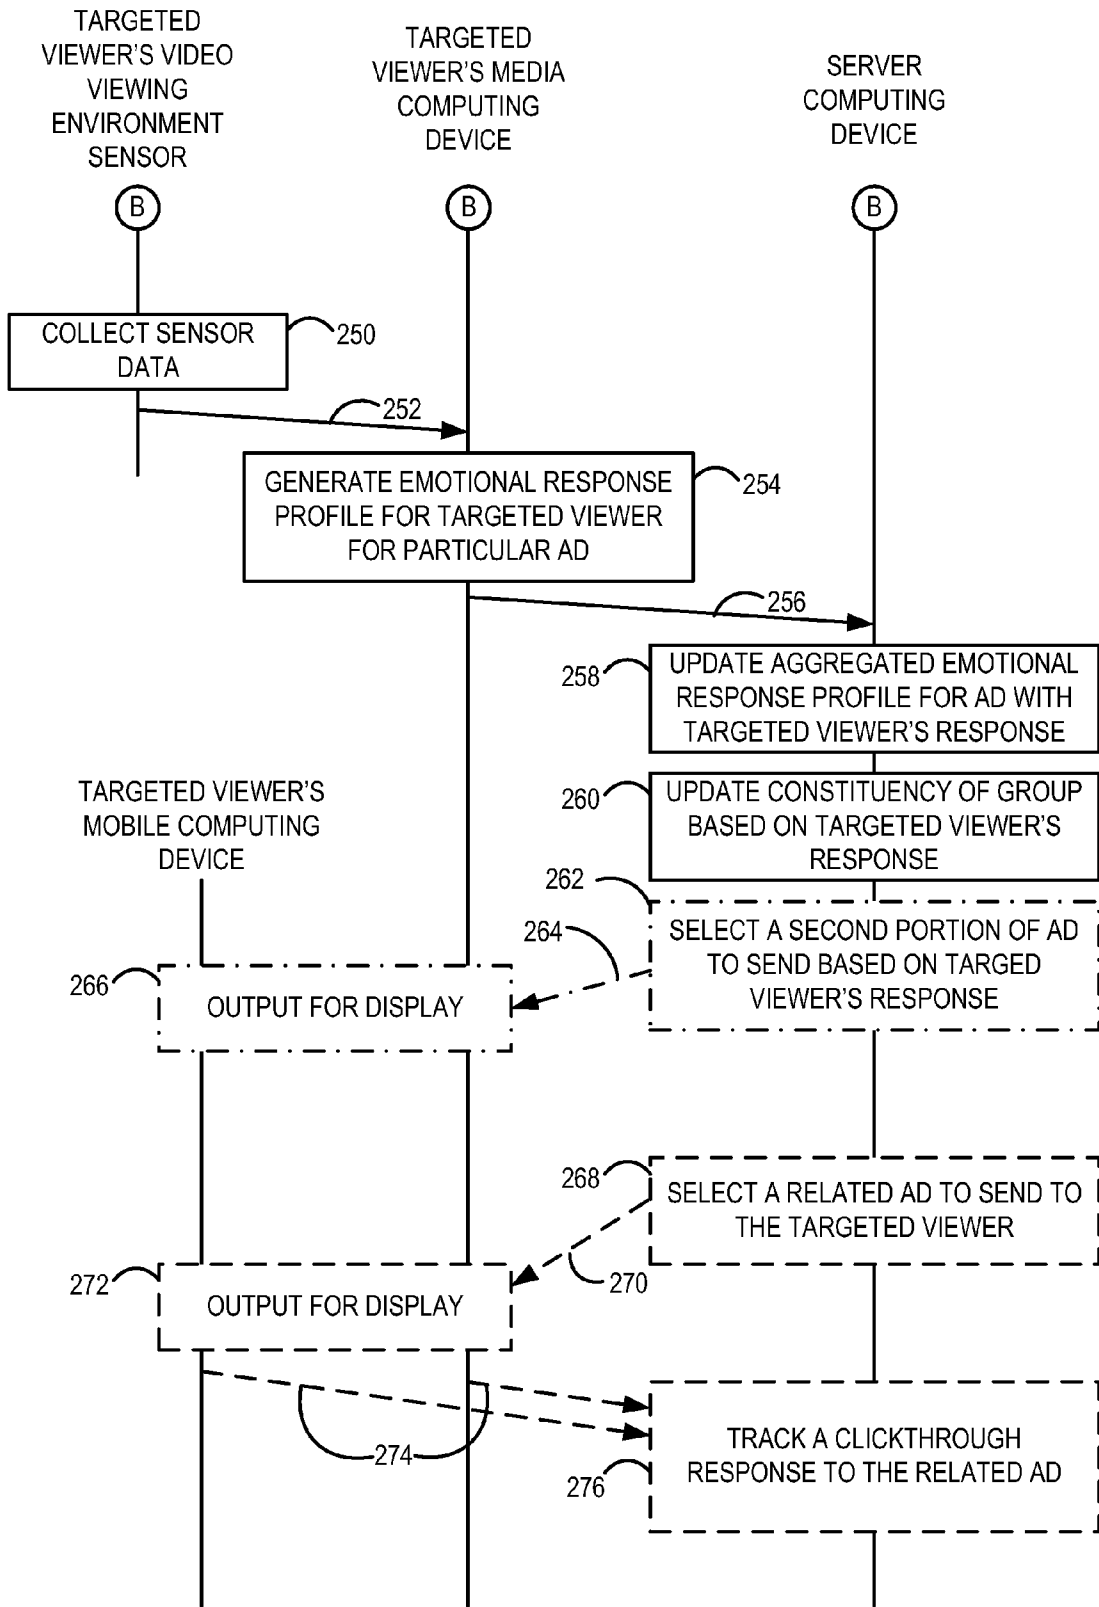 TARGETED
VIEWER'S VIDEO
VIEWING
ENVIRONMENT
SENSOR
TARGETED
VIEWER'S MEDIA
COMPUTING
DEVICE
SERVER
COMPUTING
DEVICE
B
B
B
COLLECT SENSOR
DATA
250
252
GENERATE EMOTIONAL RESPONSE
PROFILE FOR TARGETED VIEWER
FOR PARTICULAR AD
254
256
258
UPDATE AGGREGATED EMOTIONAL
RESPONSE PROFILE FOR AD WITH
TARGETED VIEWER'S RESPONSE
TARGETED VIEWER'S
MOBILE COMPUTING
DEVICE
260
UPDATE CONSTITUENCY OF GROUP
BASED ON TARGETED VIEWER'S
RESPONSE
262
264
SELECT A SECOND PORTION OF AD
TO SEND BASED ON TARGED
VIEWER'S RESPONSE
266
OUTPUT FOR DISPLAY
268
SELECT A RELATED AD TO SEND TO
THE TARGETED VIEWER
270
272
OUTPUT FOR DISPLAY
274
276
TRACK A CLICKTHROUGH
RESPONSE TO THE RELATED AD